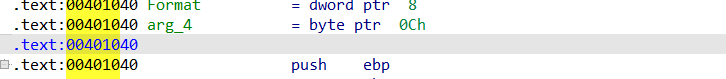 .text:00401040 Format = dword ptr 8
.text:00401040 arg_4 = byte ptr 0Ch
.text:00401040
.text:00401040 push ebp